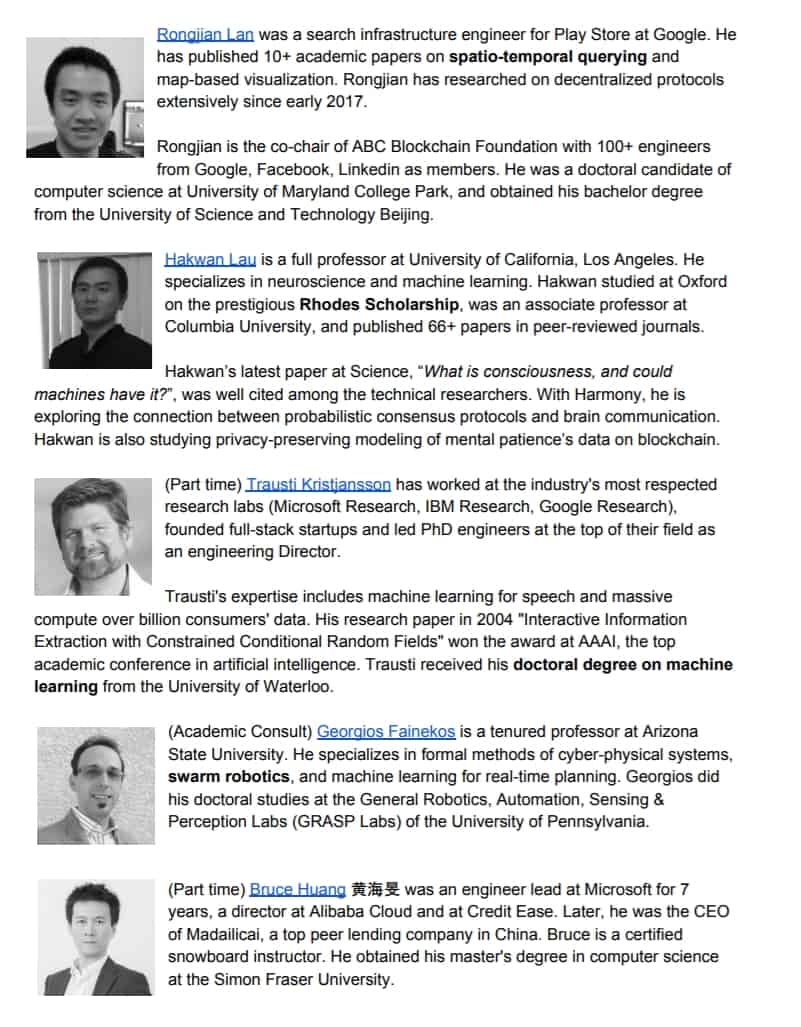 Rongjian Lan was a search infrastructure engineer for Play Store at Google. He
has published 10+ academic papers on spatio-temporal querying and
map-based visualization. Rongjian has researched on decentralized protocols
extensively since early 2017.
Rongjian is the co-chair of ABC Blockchain Foundation with 100+ engineers
from Google, Facebook, Linkedin as members. He was a doctoral candidate of
computer science at University of Maryland College Park, and obtained his bachelor degree
from the University of Science and Technology Beijing.
Hakwan Lau is a full professor at University of California, Los Angeles. He
specializes in neuroscience and machine learning. Hakwan studied at Oxford
on the prestigious Rhodes Scholarship, was an associate professor at
Columbia University, and published 66+ papers in peer-reviewed journals.
Hakwan’s latest paper at Science, “What is consciousness, and could
machines have it?”, was well cited among the technical researchers. With Harmony, he is
exploring the connection between probabilistic consensus protocols and brain communication.
Hakwan is also studying privacy-preserving modeling of mental patience’s data on blockchain.
(Part time) Trausti Kristjansson has worked at the industry's most respected
research labs (Microsoft Research, IBM Research, Google Research),
founded full-stack startups and led PhD engineers at the top of their field as
an engineering Director.
Trausti's expertise includes machine learning for speech and massive
compute over billion consumers' data. His research paper in 2004 "Interactive Information
Extraction with Constrained Conditional Random Fields" won the award at AAAI, the top
academic conference in artificial intelligence. Trausti received his doctoral degree on machine
learning from the University of Waterloo.
(Academic Consult) Georgios Fainekos is a tenured professor at Arizona
State University. He specializes in formal methods of cyber-physical systems,
swarm robotics, and machine learning for real-time planning. Georgios did
his doctoral studies at the General Robotics, Automation, Sensing &
Perception Labs (GRASP Labs) of the University of Pennsylvania.
(Part time) Bruce Huang 黄海旻 was an engineer lead at Microsoft for 7
years, a director at Alibaba Cloud and at Credit Ease. Later, he was the CEO
of Madailicai, a top peer lending company in China. Bruce is a certified
snowboard instructor. He obtained his master's degree in computer science
at the Simon Fraser University.